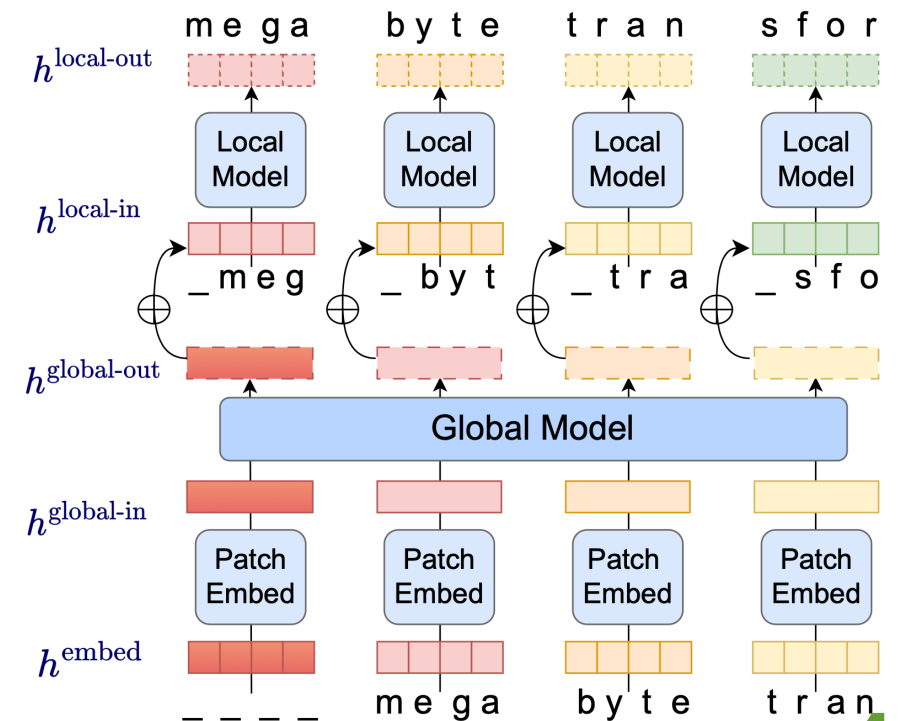 m e g a b y t e t r a n s f o r
h^local-out
Local Model Local Model Local Model Local Model
h^local-in
_ m e g _ b y t _ t r a _ s f o
h^global-out
Global Model
h^global-in
Patch Embed Patch Embed Patch Embed Patch Embed
h^embed
_ _ _ _ m e g a b y t e t r a n